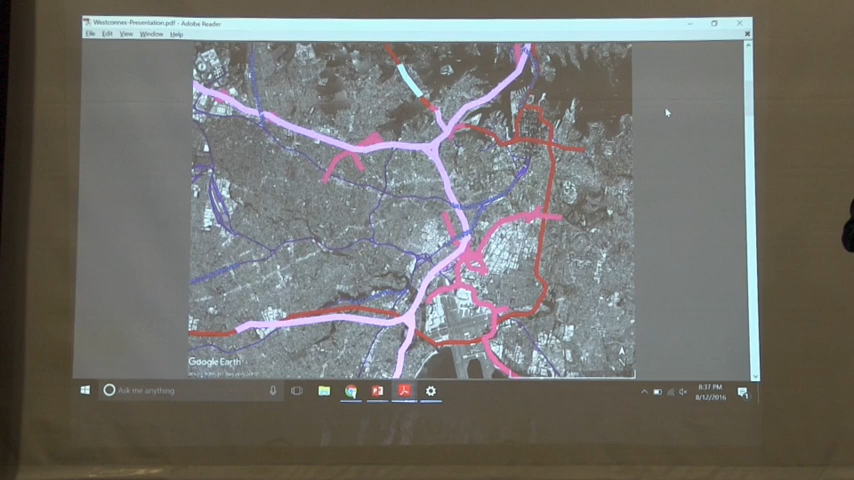 Westconnex-Presentation.pdf - Adobe Reader
File Edit View Window Help
Google Earth
Ask me anything
8:37 PM
8/12/2016